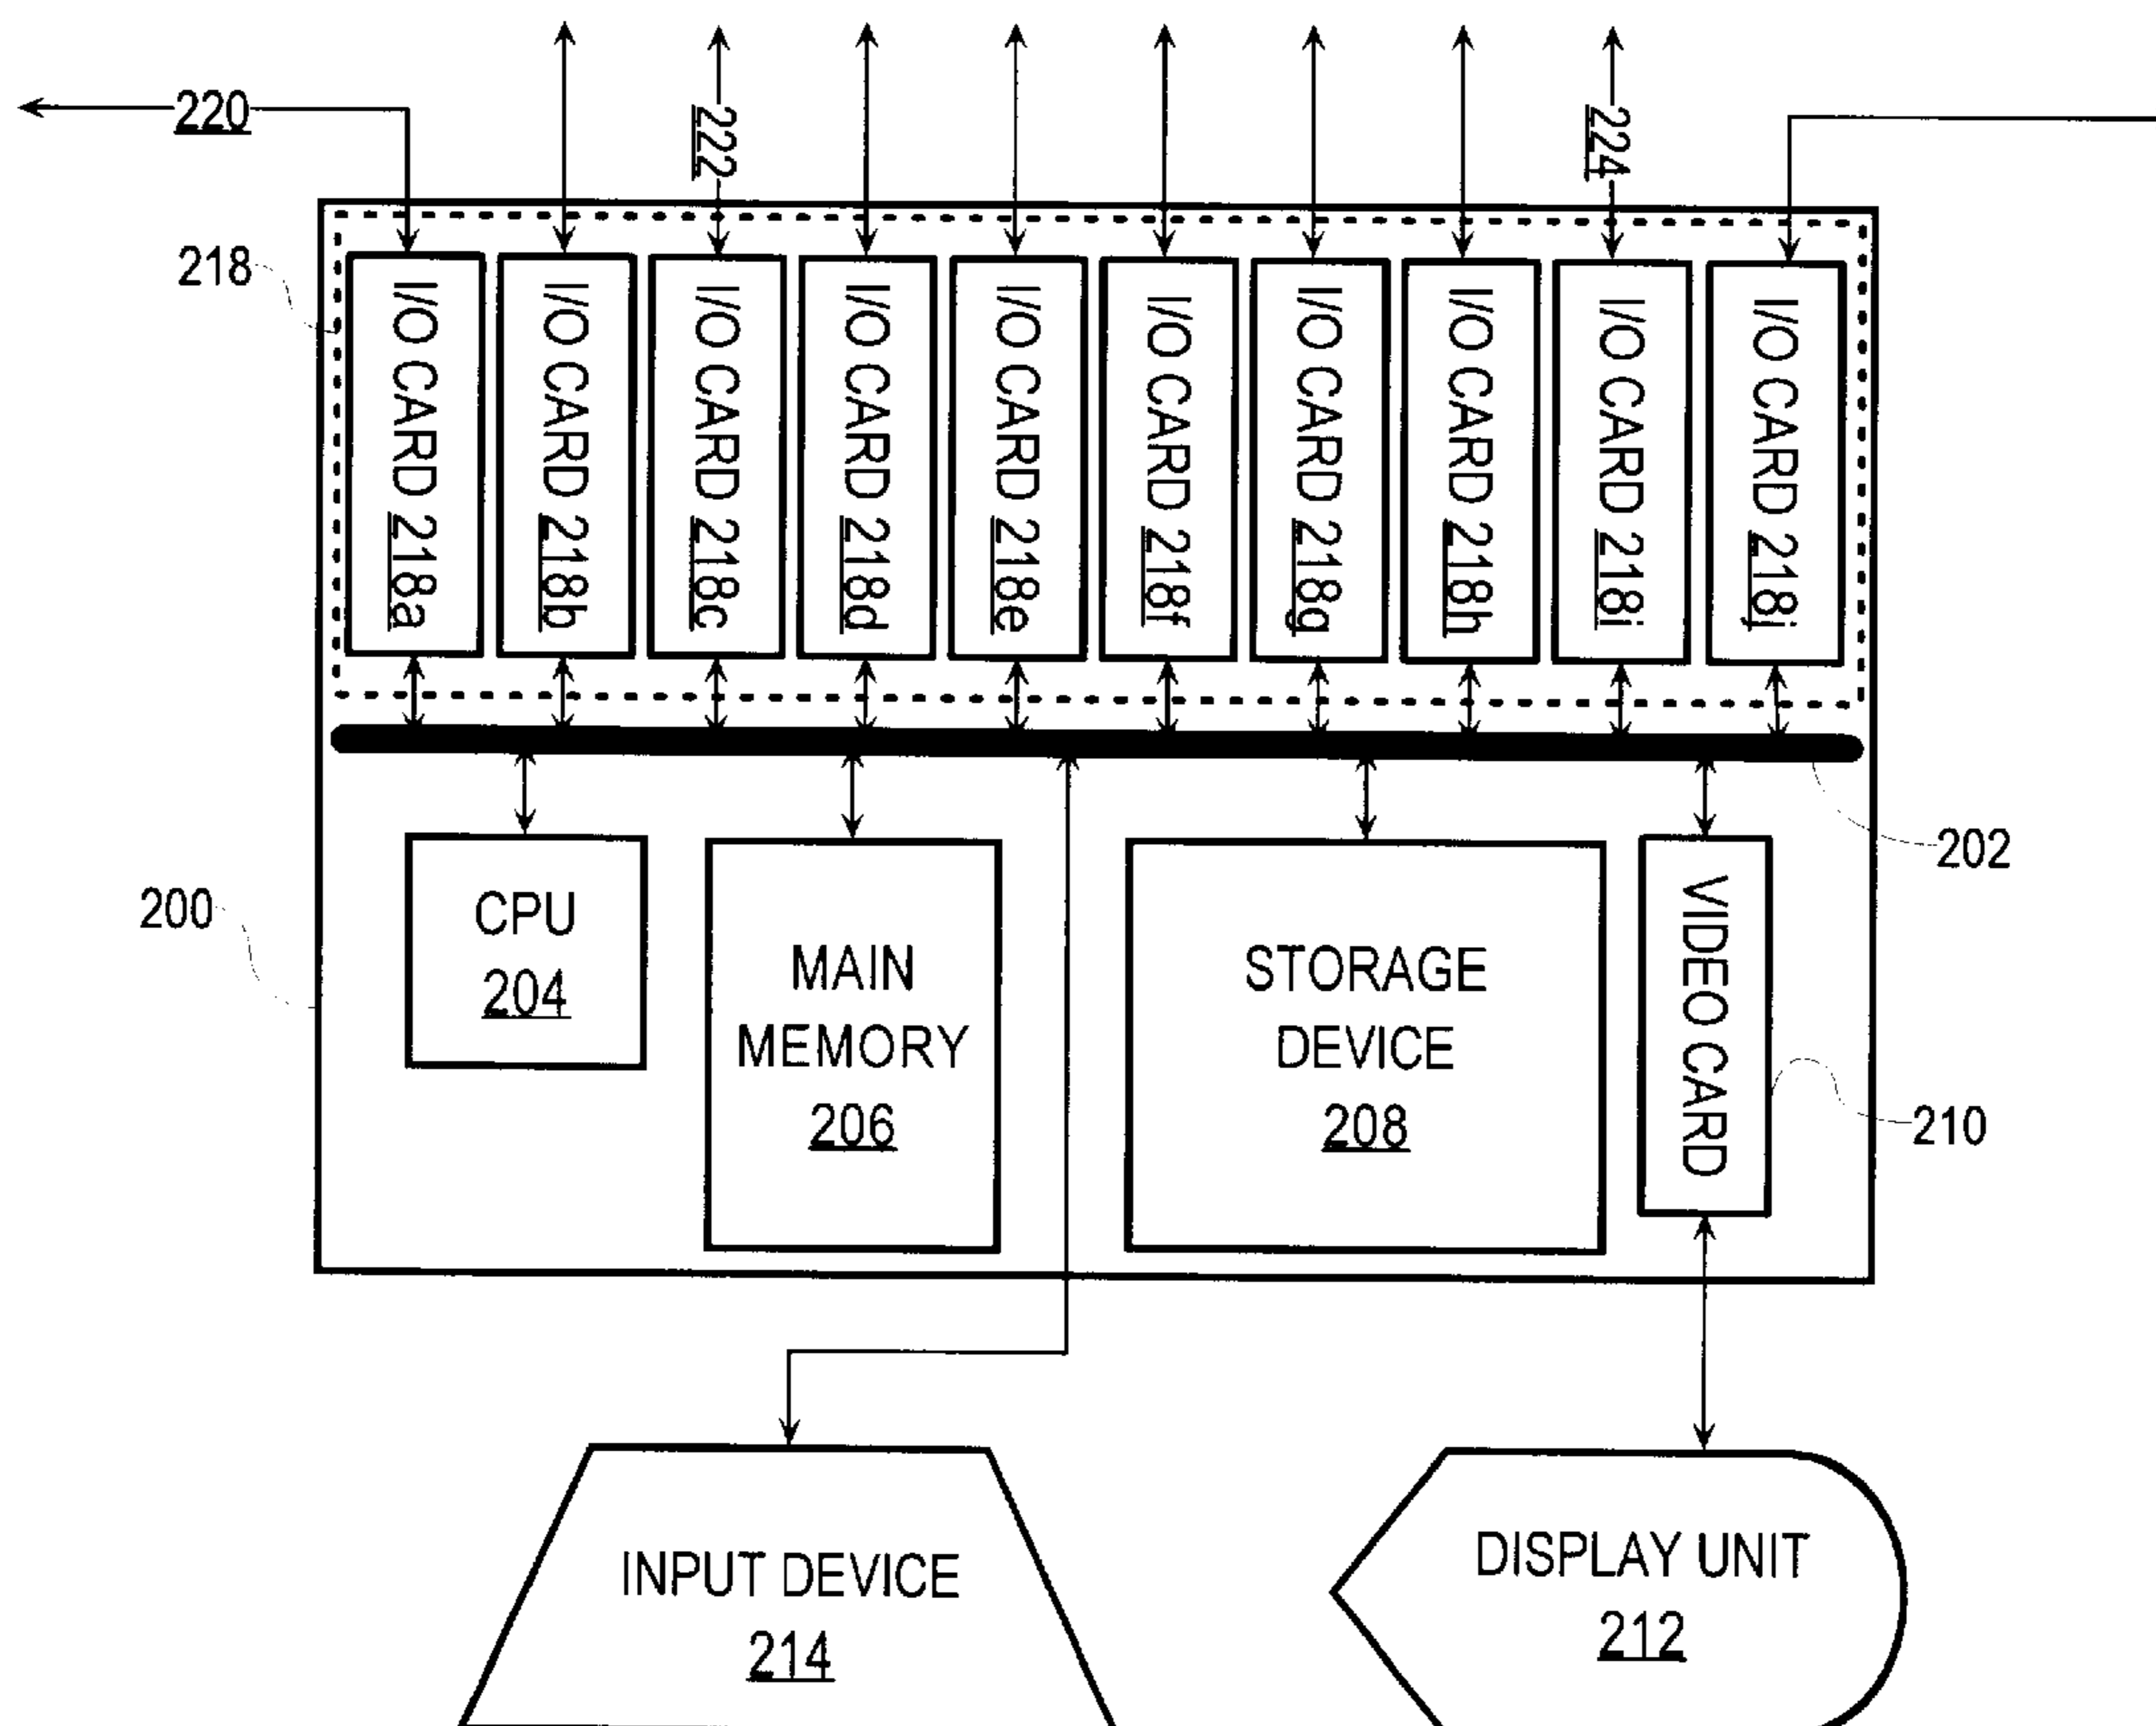 220
222
224
218
I/O CARD 218a
I/O CARD 218b
I/O CARD 218c
I/O CARD 218d
I/O CARD 218e
I/O CARD 218f
I/O CARD 218g
I/O CARD 218h
I/O CARD 218i
I/O CARD 218j
202
200
CPU
204
MAIN
MEMORY
206
STORAGE
DEVICE
208
VIDEO CARD
210
INPUT DEVICE
214
DISPLAY UNIT
212